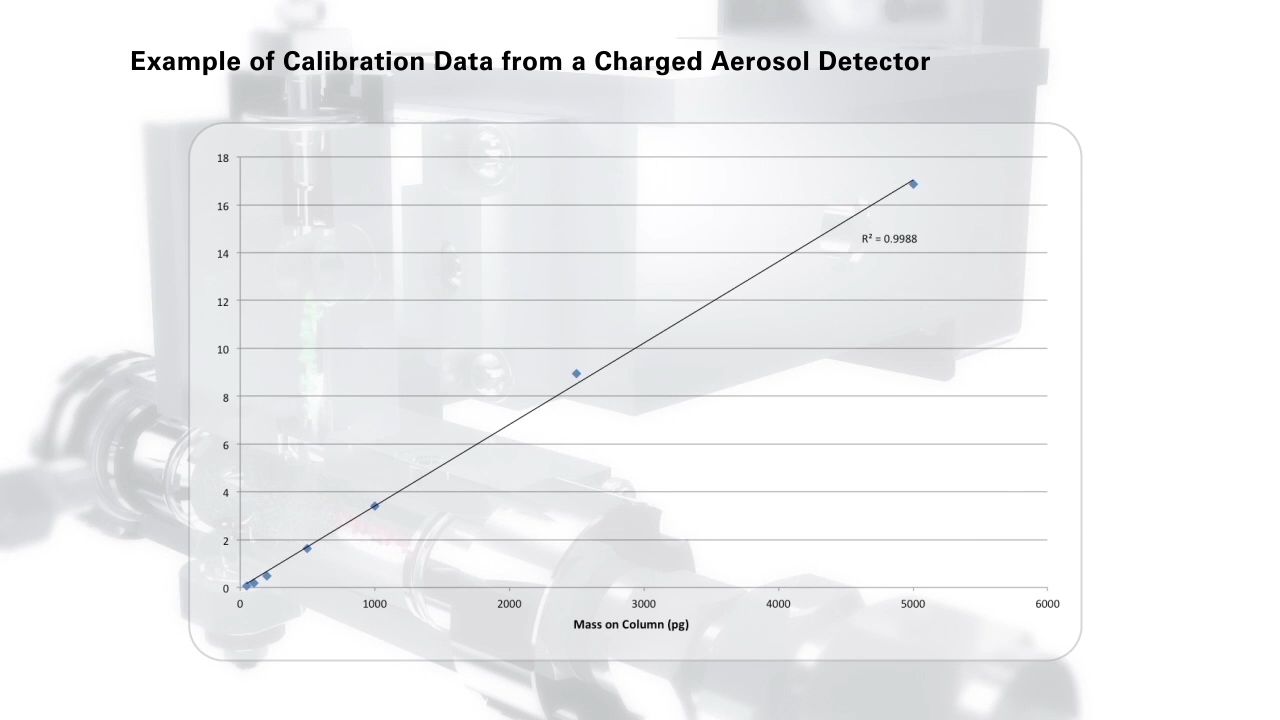 Example of Calibration Data from a Charged Aerosol Detector
18
16
R² = 0.9988
14
12
10
8
6
4
2
0
0 1000 2000 3000 4000 5000 6000
Mass on Column (pg)